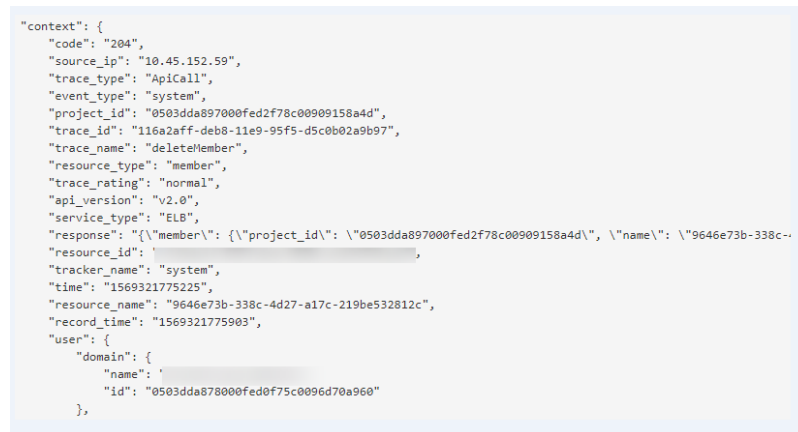 "context": {
"code": "204",
"source_ip": "10.45.152.59",
"trace_type": "ApiCall",
"event_type": "system",
"project_id": "0503dda897000fed2f78c00909158a4d",
"trace_id": "116a2aff-deb8-11e9-95f5-d5c0b02a9b97",
"trace_name": "deleteMember",
"resource_type": "member",
"trace_rating": "normal",
"api_version": "v2.0",
"service_type": "ELB",
"response": "{\"member\": {\"project_id\": \"0503dda897000fed2f78c00909158a4d\", \"name\": \"9646e73b-338c-4
"resource_id": ",
"tracker_name": "system",
"time": "1569321775225",
"resource_name": "9646e73b-338c-4d27-a17c-219be532812c",
"record_time": "1569321775903",
"user": {
"domain": {
"name": "
"id": "0503dda878000fed0f75c0096d70a960"
},